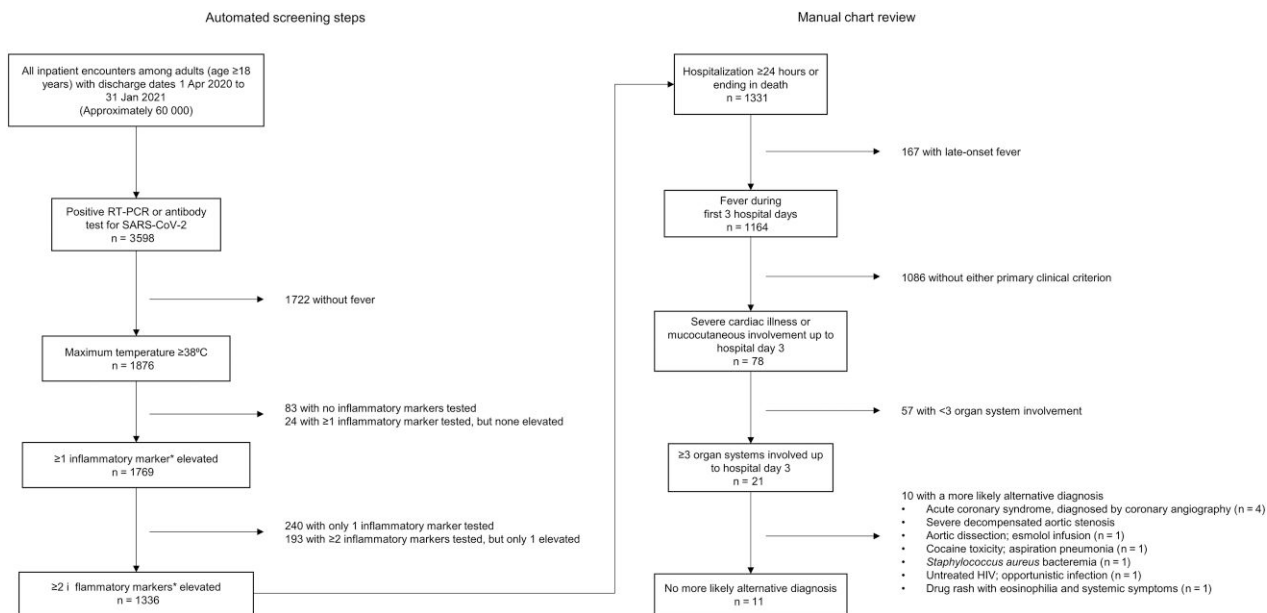 Automated screening steps
All inpatient encounters among adults (age ≥18
years) with discharge dates 1 Apr 2020 to
31 Jan 2021
(Approximately 60 000)
Positive RT-PCR or antibody
test for SARS-CoV-2
n = 3598
1722 without fever
Maximum temperature ≥38ºC
n = 1876
83 with no inflammatory markers tested
24 with ≥1 inflammatory marker tested, but none elevated
≥1 inflammatory marker* elevated
n = 1769
240 with only 1 inflammatory marker tested
193 with ≥2 inflammatory markers tested, but only 1 elevated
≥2 i flammatory markers* elevated
n = 1336
Manual chart review
Hospitalization ≥24 hours or
ending in death
n = 1331
167 with late-onset fever
Fever during
first 3 hospital days
n = 1164
1086 without either primary clinical criterion
Severe cardiac illness or
mucocutaneous involvement up to
hospital day 3
n = 78
57 with <3 organ system involvement
≥3 organ systems involved up
to hospital day 3
n = 21
10 with a more likely alternative diagnosis
• Acute coronary syndrome, diagnosed by coronary angiography (n = 4)
• Severe decompensated aortic stenosis
• Aortic dissection; esmolol infusion (n = 1)
• Cocaine toxicity; aspiration pneumonia (n = 1)
• Staphylococcus aureus bacteremia (n = 1)
• Untreated HIV; opportunistic infection (n = 1)
• Drug rash with eosinophilia and systemic symptoms (n = 1)
No more likely alternative diagnosis
n = 11